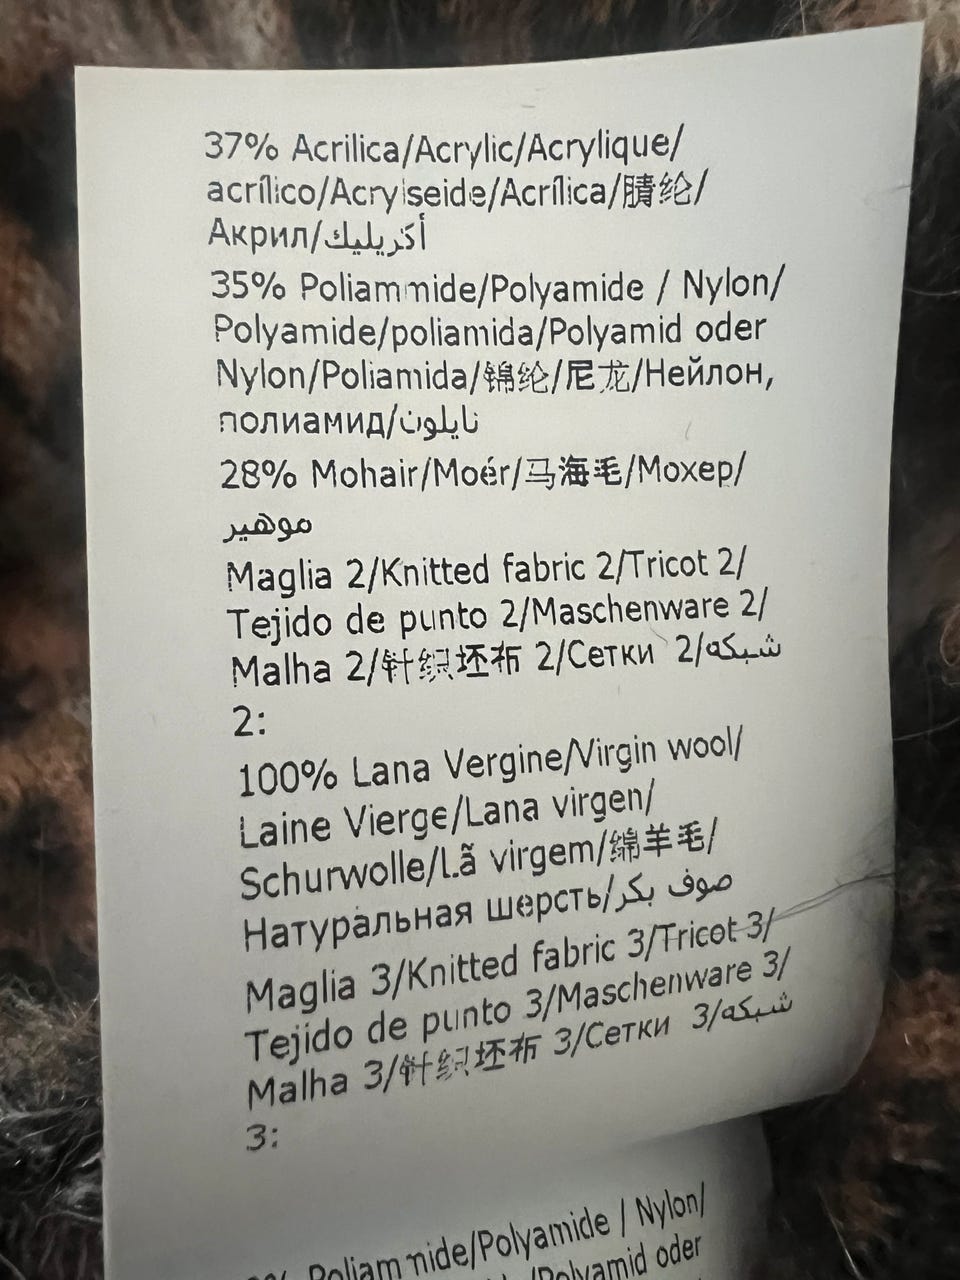 37% Acrilica/Acrylic/Acrylique/
acrílico/Acrylseide/Acrílica/腈纶/
Акрил/أكريليك
35% Poliammide/Polyamide / Nylon/
Polyamide/poliamida/Polyamid oder
Nylon/Poliamida/锦纶/尼龙/Нейлон,
полиамид/نايلون
28% Mohair/Moér/马海毛/Мохер/
موهير
Maglia 2/Knitted fabric 2/Tricot 2/
Tejido de punto 2/Maschenware 2/
Malha 2/针织坯布 2/Сетки 2/شبكه
2:
100% Lana Vergine/Virgin wool/
Laine Vierge/Lana virgen/
Schurwolle/Lã virgem/绵羊毛/
Натуральная шерсть/صوف بكر
Maglia 3/Knitted fabric 3/Tricot 3/
Tejido de punto 3/Maschenware 3/
Malha 3/针织坯布 3/Сетки 3/شبكه
3:
Poliammide/Polyamide / Nylon/
/Polyamid oder